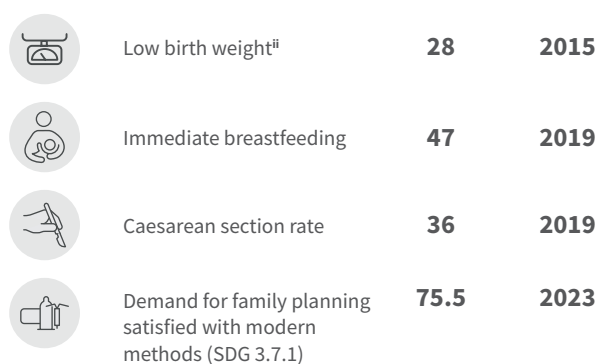 Low birth weightⁱⁱ 28 2015
Immediate breastfeeding 47 2019
Caesarean section rate 36 2019
Demand for family planning 75.5 2023
satisfied with modern
methods (SDG 3.7.1)